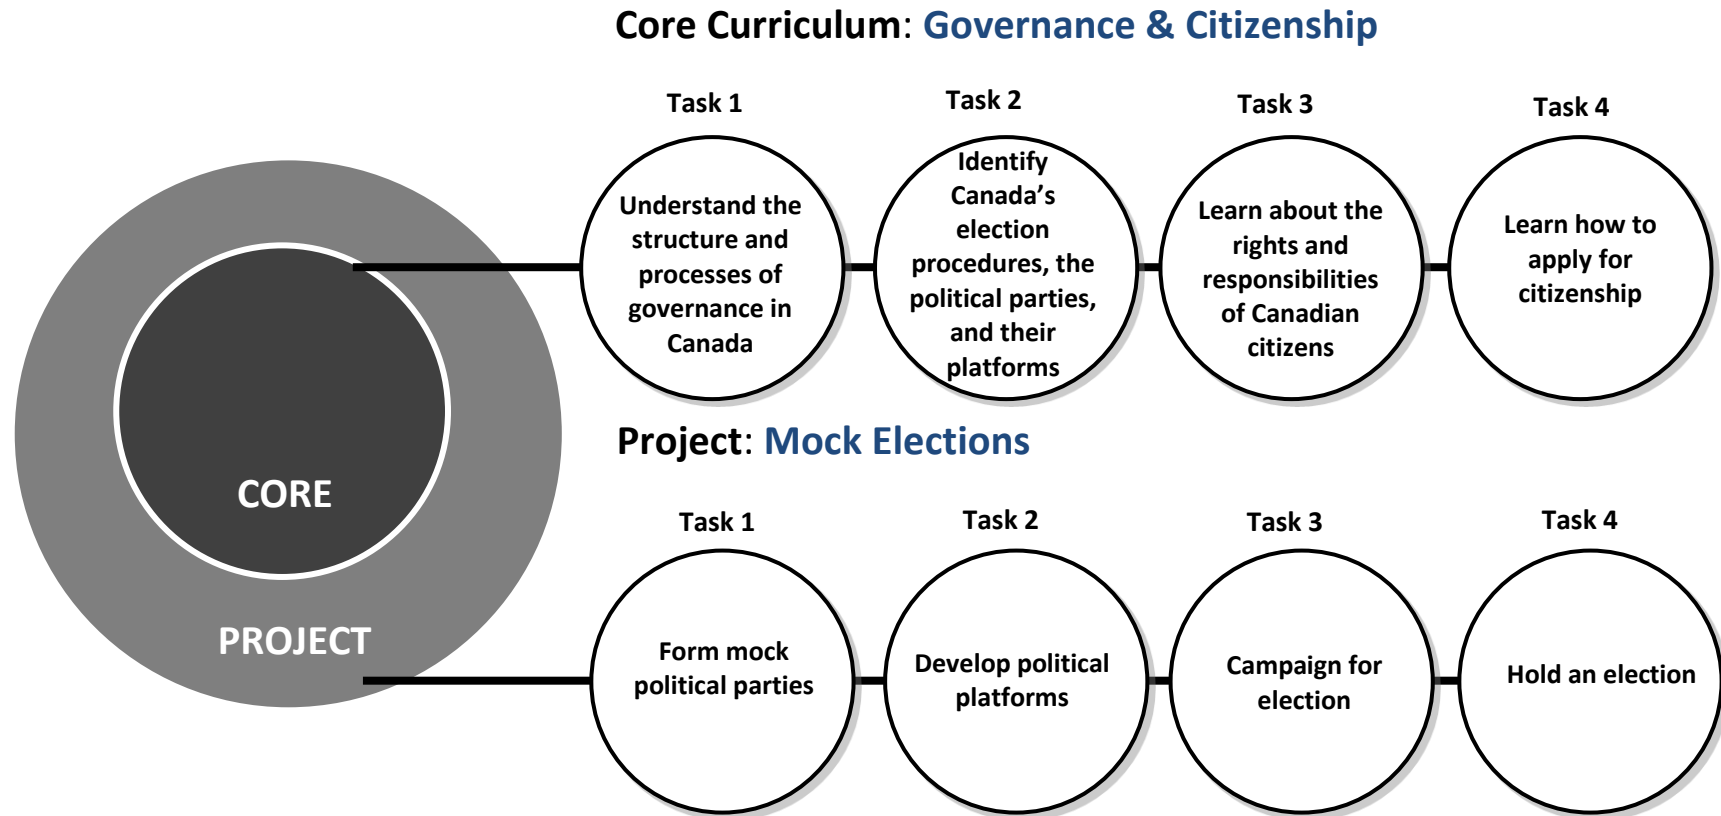 Core Curriculum: Governance & Citizenship
Task 1
Task 2
Task 3
Task 4
Understand the
structure and
processes of
governance in
Canada
Identify
Canada’s
election
procedures, the
political parties,
and their
platforms
Learn about the
rights and
responsibilities
of Canadian
citizens
Learn how to
apply for
citizenship
CORE
PROJECT
Project: Mock Elections
Task 1
Task 2
Task 3
Task 4
Form mock
political parties
Develop political
platforms
Campaign for
election
Hold an election